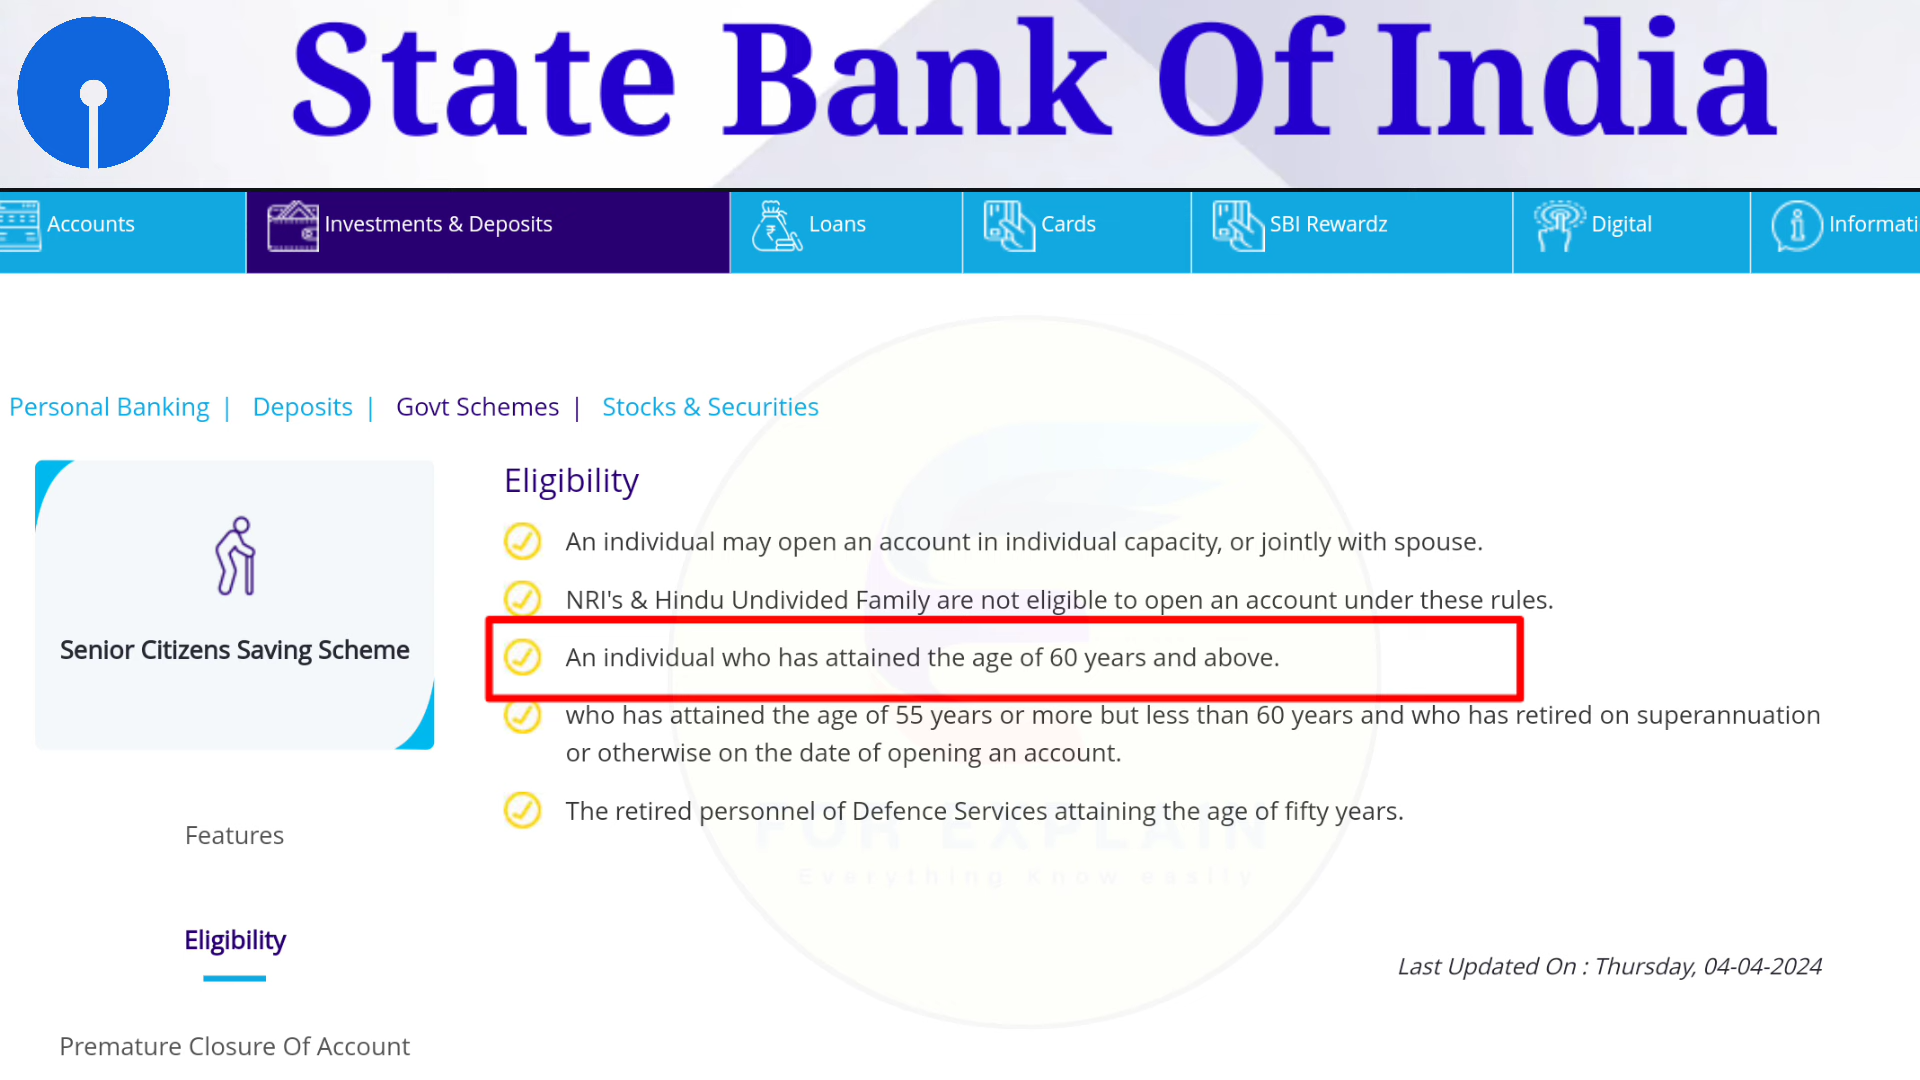 State Bank Of India
Accounts
Investments & Deposits
Loans
Cards
SBI Rewardz
Digital
Informati
Personal Banking | Deposits | Govt Schemes | Stocks & Securities
Senior Citizens Saving Scheme
Features
Eligibility
Premature Closure Of Account
Eligibility
An individual may open an account in individual capacity, or jointly with spouse.
NRI's & Hindu Undivided Family are not eligible to open an account under these rules.
An individual who has attained the age of 60 years and above.
who has attained the age of 55 years or more but less than 60 years and who has retired on superannuation
or otherwise on the date of opening an account.
The retired personnel of Defence Services attaining the age of fifty years.
FOR EXPLAIN
Everything Know easily
Last Updated On : Thursday, 04-04-2024